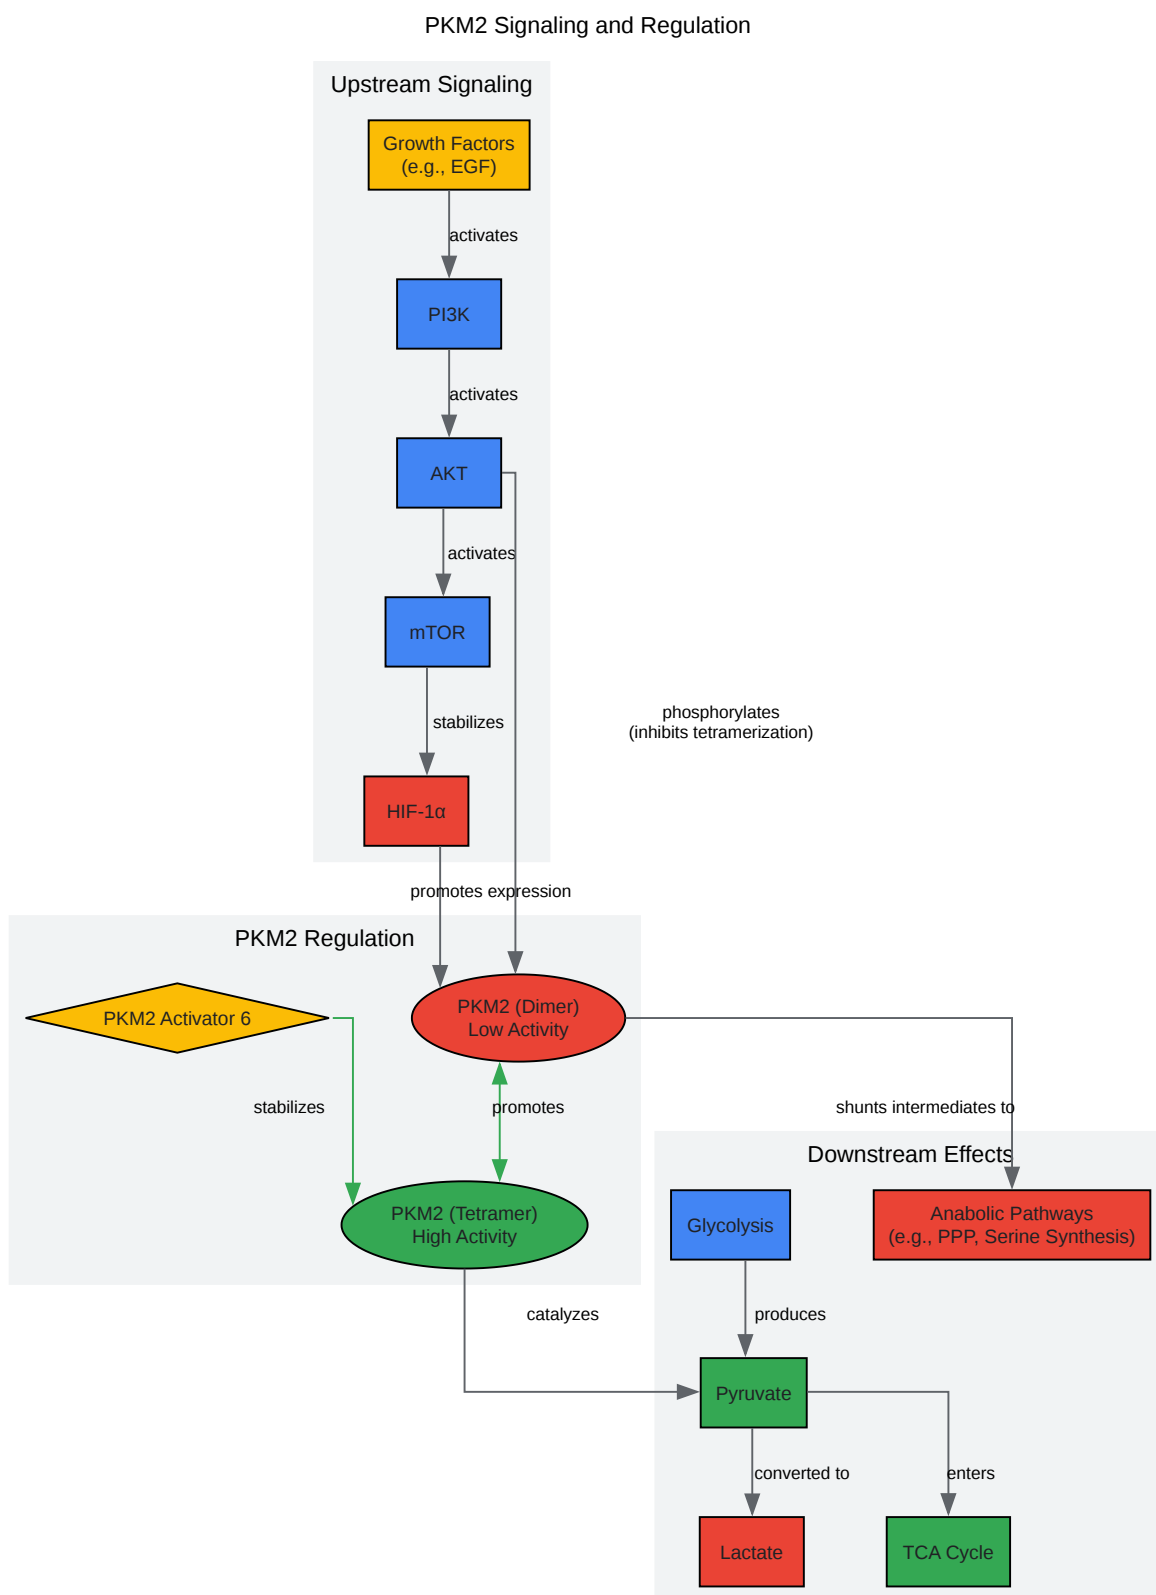 PKM2 Signaling and Regulation
Upstream Signaling
Growth Factors
(e.g., EGF)
activates
PI3K
activates
AKT
activates
mTOR
phosphorylates
(inhibits tetramerization)
stabilizes
HIF-1α
promotes expression
PKM2 Regulation
PKM2 Activator 6
PKM2 (Dimer)
Low Activity
stabilizes
promotes
shunts intermediates to
PKM2 (Tetramer)
High Activity
Downstream Effects
Glycolysis
Anabolic Pathways
(e.g., PPP, Serine Synthesis)
catalyzes
produces
Pyruvate
converted to
enters
Lactate
TCA Cycle